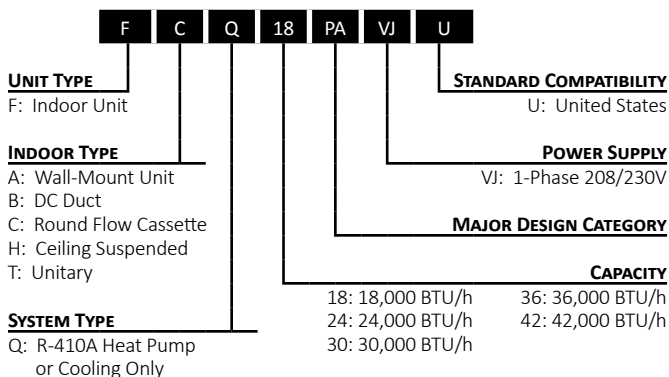 F C Q 18 PA VJ U
UNIT TYPE
F: Indoor Unit
INDOOR TYPE
A: Wall-Mount Unit
B: DC Duct
C: Round Flow Cassette
H: Ceiling Suspended
T: Unitary
SYSTEM TYPE
Q: R-410A Heat Pump
or Cooling Only
STANDARD COMPATIBILITY
U: United States
POWER SUPPLY
VJ: 1-Phase 208/230V
MAJOR DESIGN CATEGORY
CAPACITY
18: 18,000 BTU/h 36: 36,000 BTU/h
24: 24,000 BTU/h 42: 42,000 BTU/h
30: 30,000 BTU/h